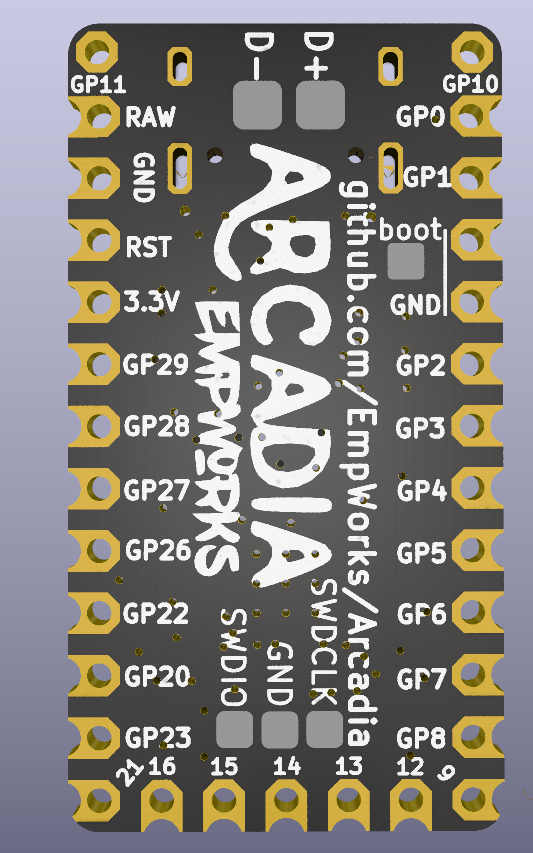 D- D+
GP11 GP10
RAW GP0
GND GP1
RST boot
3.3V GND
GP29 GP2
GP28 GP3
GP27 GP4
GP26 GP5
GP22 GP6
GP20 GP7
GP23 GP8
ARCADIA
EMPWORKS
github.com/EmpWorks/Arcadia
SWDIO GND SWDCLK
21 16 15 14 13 12 9